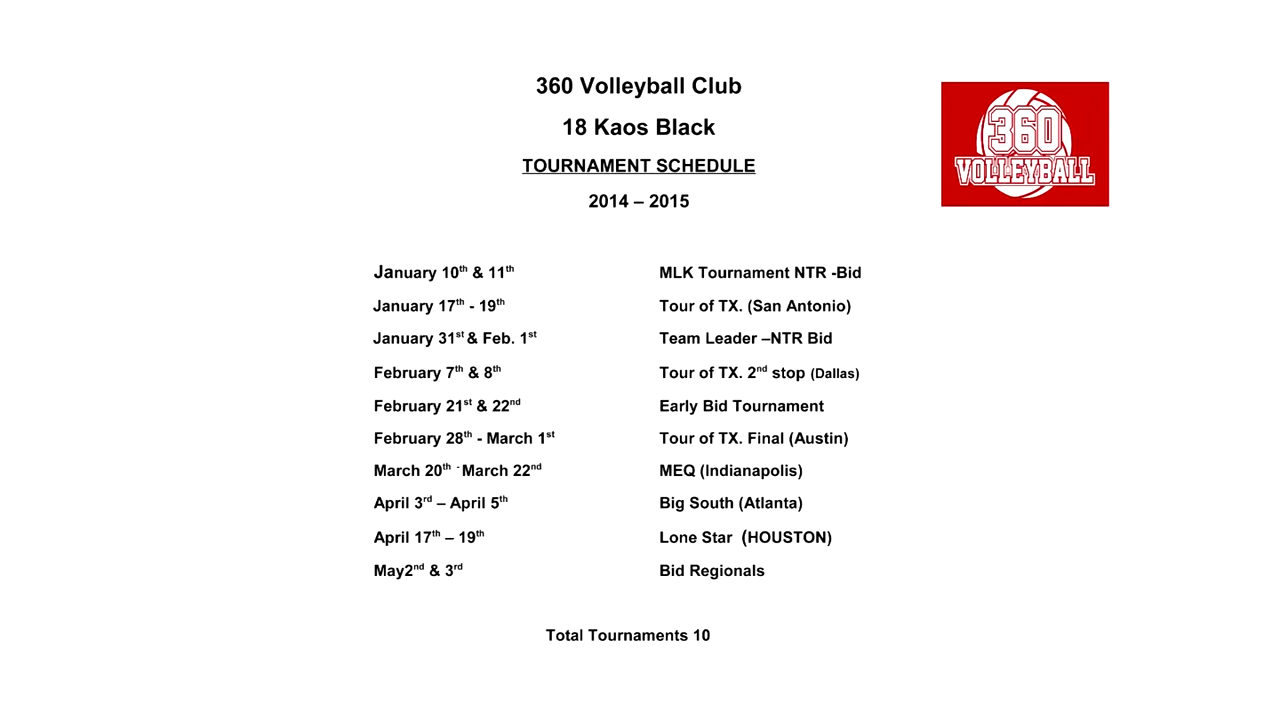 360 Volleyball Club
18 Kaos Black
TOURNAMENT SCHEDULE
2014 – 2015
360
VOLLEYBALL
January 10th & 11th MLK Tournament NTR -Bid
January 17th - 19th Tour of TX. (San Antonio)
January 31st & Feb. 1st Team Leader –NTR Bid
February 7th & 8th Tour of TX. 2nd stop (Dallas)
February 21st & 22nd Early Bid Tournament
February 28th - March 1st Tour of TX. Final (Austin)
March 20th - March 22nd MEQ (Indianapolis)
April 3rd – April 5th Big South (Atlanta)
April 17th – 19th Lone Star (HOUSTON)
May2nd & 3rd Bid Regionals
Total Tournaments 10